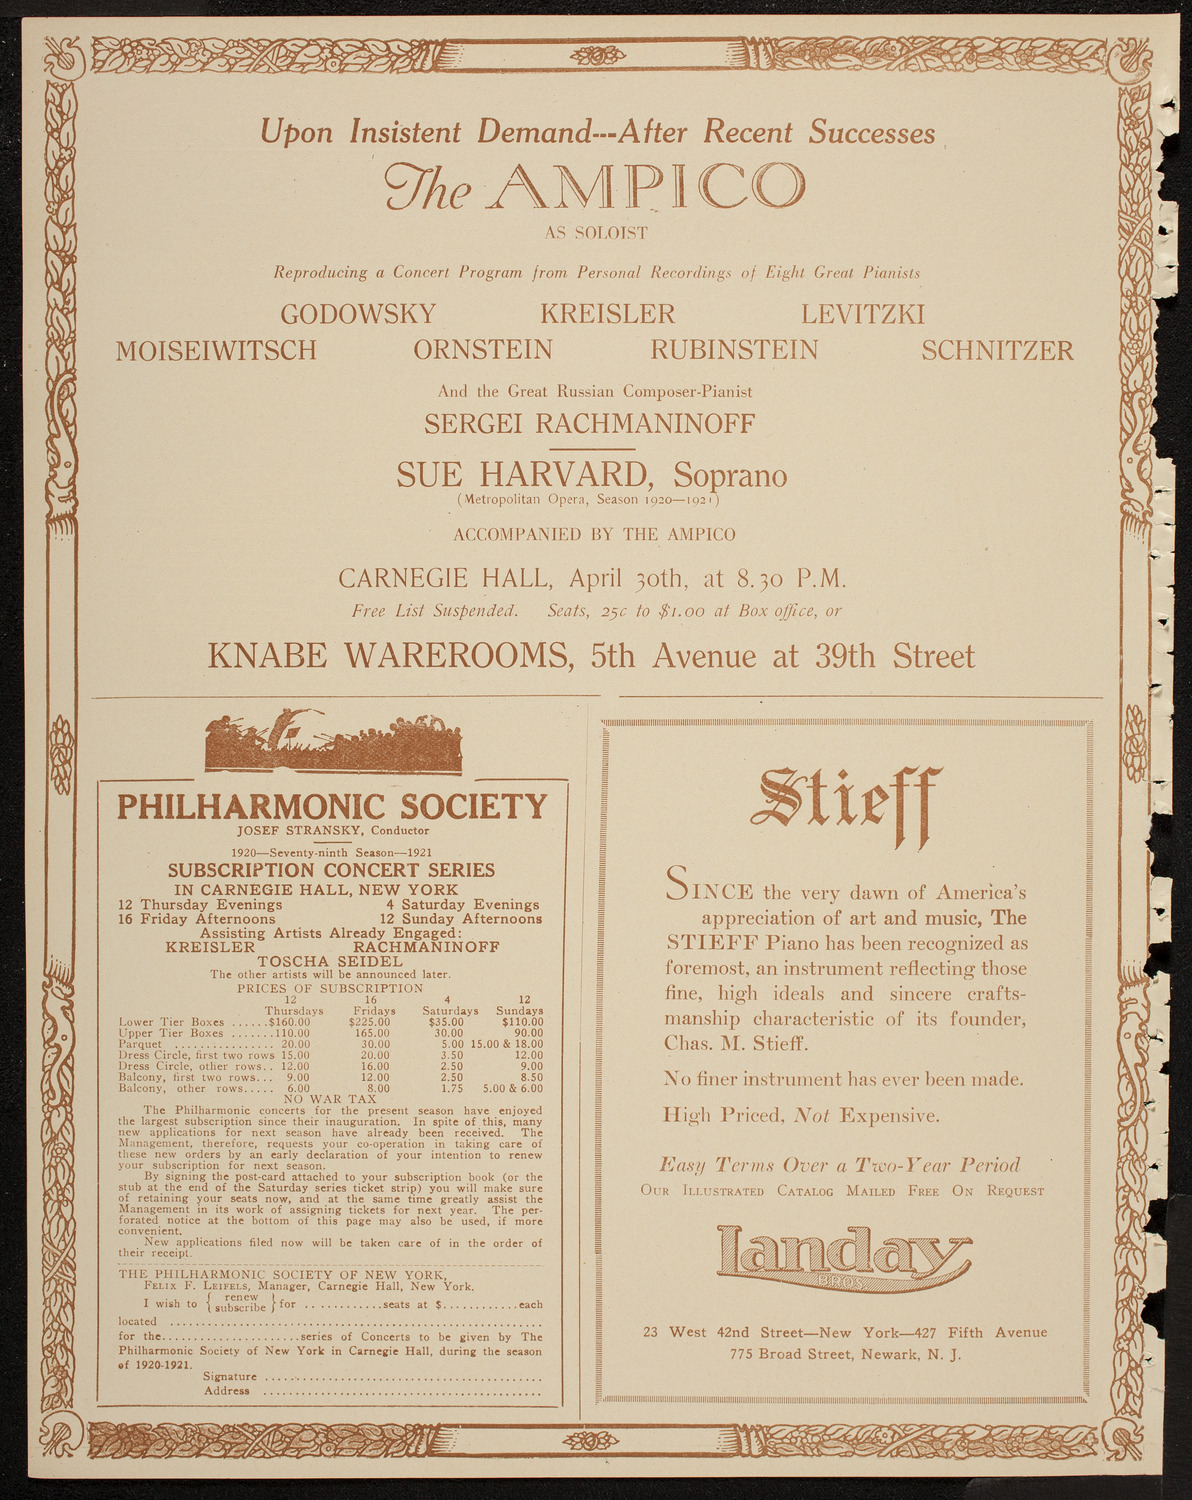 Upon Insistent Demand---After Recent Successes
The AMPICO
AS SOLOIST
Reproducing a Concert Program from Personal Recordings of Eight Great Pianists
GODOWSKY KREISLER LEVITZKI
MOISEIWITSCH ORNSTEIN RUBINSTEIN SCHNITZER
And the Great Russian Composer-Pianist
SERGEI RACHMANINOFF
SUE HARVARD, Soprano
(Metropolitan Opera, Season 1920—1921)
ACCOMPANIED BY THE AMPICO
CARNEGIE HALL, April 30th, at 8.30 P.M.
Free List Suspended. Seats, 25c to $1.00 at Box office, or
KNABE WAREROOMS, 5th Avenue at 39th Street
PHILHARMONIC SOCIETY
JOSEF STRANSKY, Conductor
1920—Seventy-ninth Season—1921
SUBSCRIPTION CONCERT SERIES
IN CARNEGIE HALL, NEW YORK
12 Thursday Evenings 4 Saturday Evenings
16 Friday Afternoons 12 Sunday Afternoons
Assisting Artists Already Engaged:
KREISLER RACHMANINOFF
TOSCHA SEIDEL
The other artists will be announced later.
PRICES OF SUBSCRIPTION
12 16 4 12
Thursdays Fridays Saturdays Sundays
Lower Tier Boxes ......$160.00 $225.00 $35.00 $110.00
Upper Tier Boxes .......110.00 165.00 30.00 90.00
Parquet ................ 20.00 30.00 5.00 15.00 & 18.00
Dress Circle, first two rows 15.00 20.00 3.50 12.00
Dress Circle, other rows.. 12.00 16.00 2.50 9.00
Balcony, first two rows... 9.00 12.00 2.50 8.50
Balcony, other rows..... 6.00 8.00 1.75 5.00 & 6.00
NO WAR TAX
The Philharmonic concerts for the present season have enjoyed
the largest subscription since their inauguration. In spite of this, many
new applications for next season have already been received. The
Management, therefore, requests your co-operation in taking care of
these new orders by an early declaration of your intention to renew
your subscription for next season.
By signing the post-card attached to your subscription book (or the
stub at the end of the Saturday series ticket strip) you will make sure
of retaining your seats now, and at the same time greatly assist the
Management in its work of assigning tickets for next year. The per-
forated notice at the bottom of this page may also be used, if more
convenient.
New applications filed now will be taken care of in the order of
their receipt.
THE PHILHARMONIC SOCIETY OF NEW YORK,
FELIX F. LEIFELS, Manager, Carnegie Hall, New York.
I wish to { renew subscribe } for ............seats at $............each
located ........................................................
for the......................series of Concerts to be given by The
Philharmonic Society of New York in Carnegie Hall, during the season
of 1920-1921.
Signature ........................................
Address ........................................
Stieff
SINCE the very dawn of America's
appreciation of art and music, The
STIEFF Piano has been recognized as
foremost, an instrument reflecting those
fine, high ideals and sincere crafts-
manship characteristic of its founder,
Chas. M. Stieff.
No finer instrument has ever been made.
High Priced, Not Expensive.
Easy Terms Over a Two-Year Period
OUR ILLUSTRATED CATALOG MAILED FREE ON REQUEST
Landay
BROS
23 West 42nd Street—New York—427 Fifth Avenue
775 Broad Street, Newark, N. J.